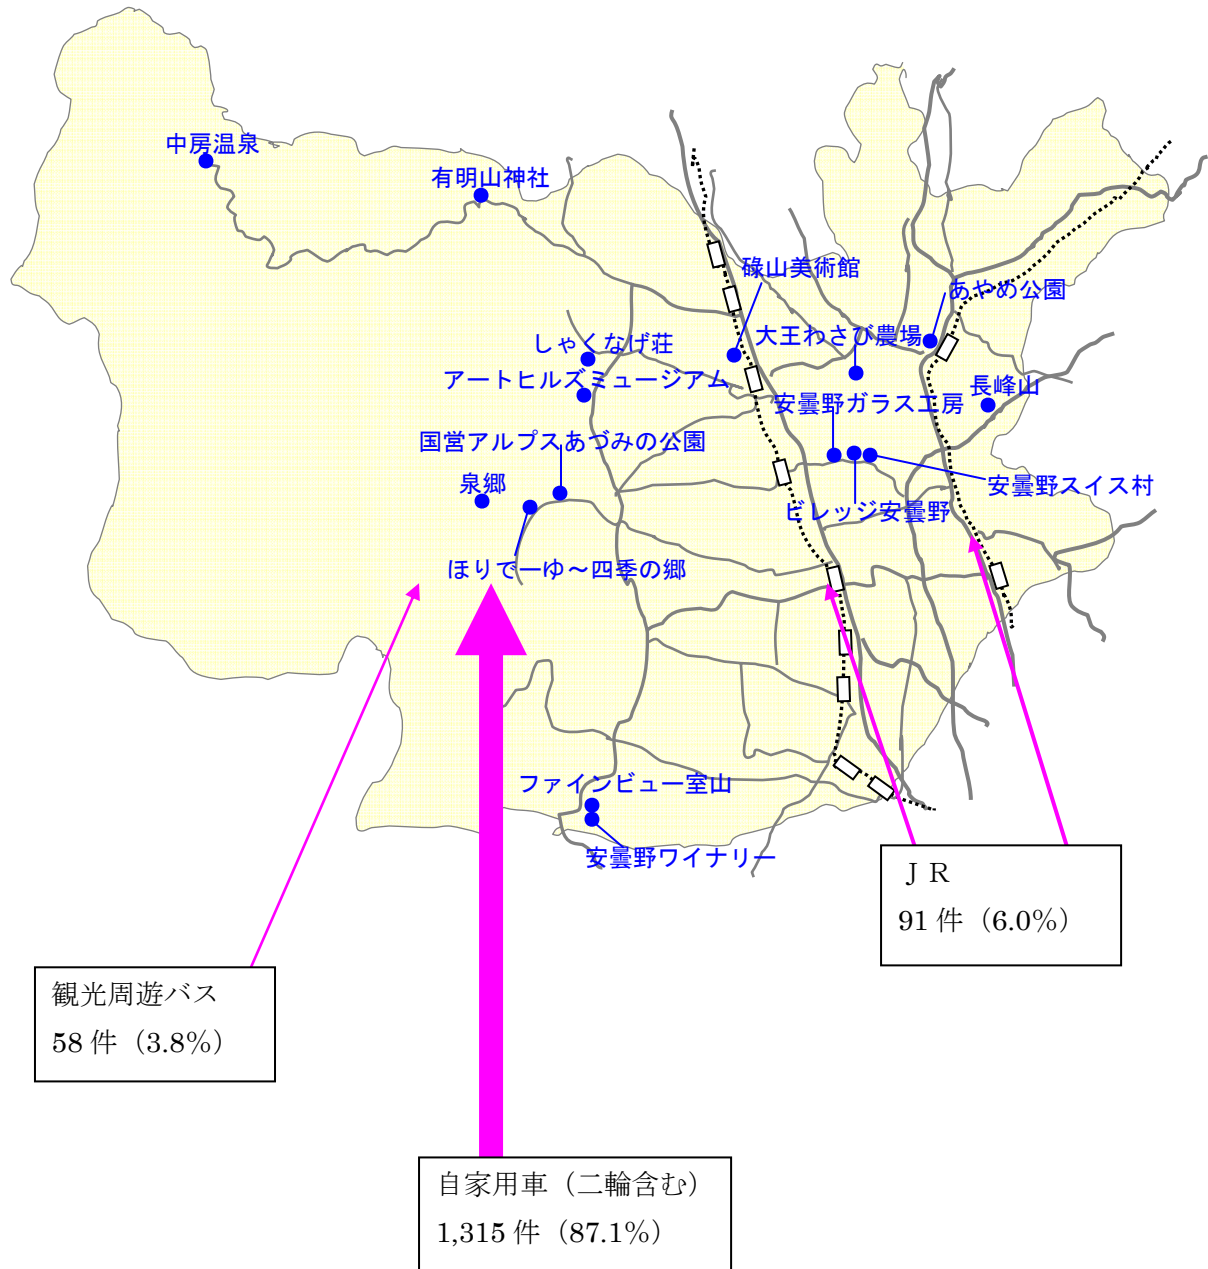 中房温泉
有明山神社
碌山美術館
あやめ公園
大王わさび農場
しゃくなげ荘
アートヒルズミュージアム
長峰山
安曇野ガラス工房
国営アルプスあづみの公園
泉郷
安曇野スイス村
ビレッジ安曇野
ほりでーゆ～四季の郷
ファインビュー室山
安曇野ワイナリー
ＪＲ
91 件（6.0%）
観光周遊バス
58 件（3.8%）
自家用車（二輪含む）
1,315 件（87.1%）